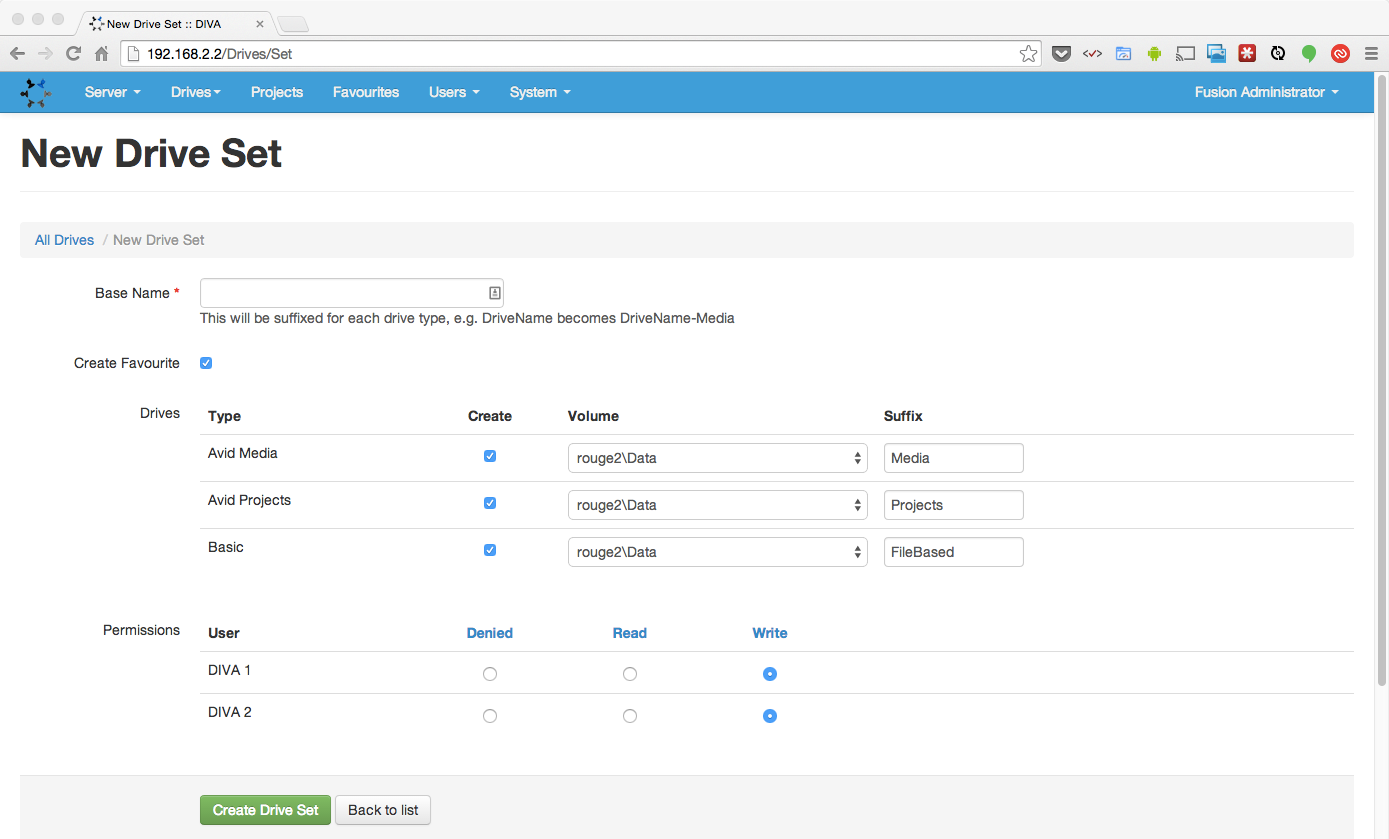 New Drive Set :: DIVA
192.168.2.2/Drives/Set
Server Drives Projects Favourites Users System Fusion Administrator
New Drive Set
All Drives / New Drive Set
Base Name *
This will be suffixed for each drive type, e.g. DriveName becomes DriveName-Media
Create Favourite
Drives Type Create Volume Suffix
Avid Media rouge2\Data Media
Avid Projects rouge2\Data Projects
Basic rouge2\Data FileBased
Permissions User Denied Read Write
DIVA 1
DIVA 2
Create Drive Set Back to list